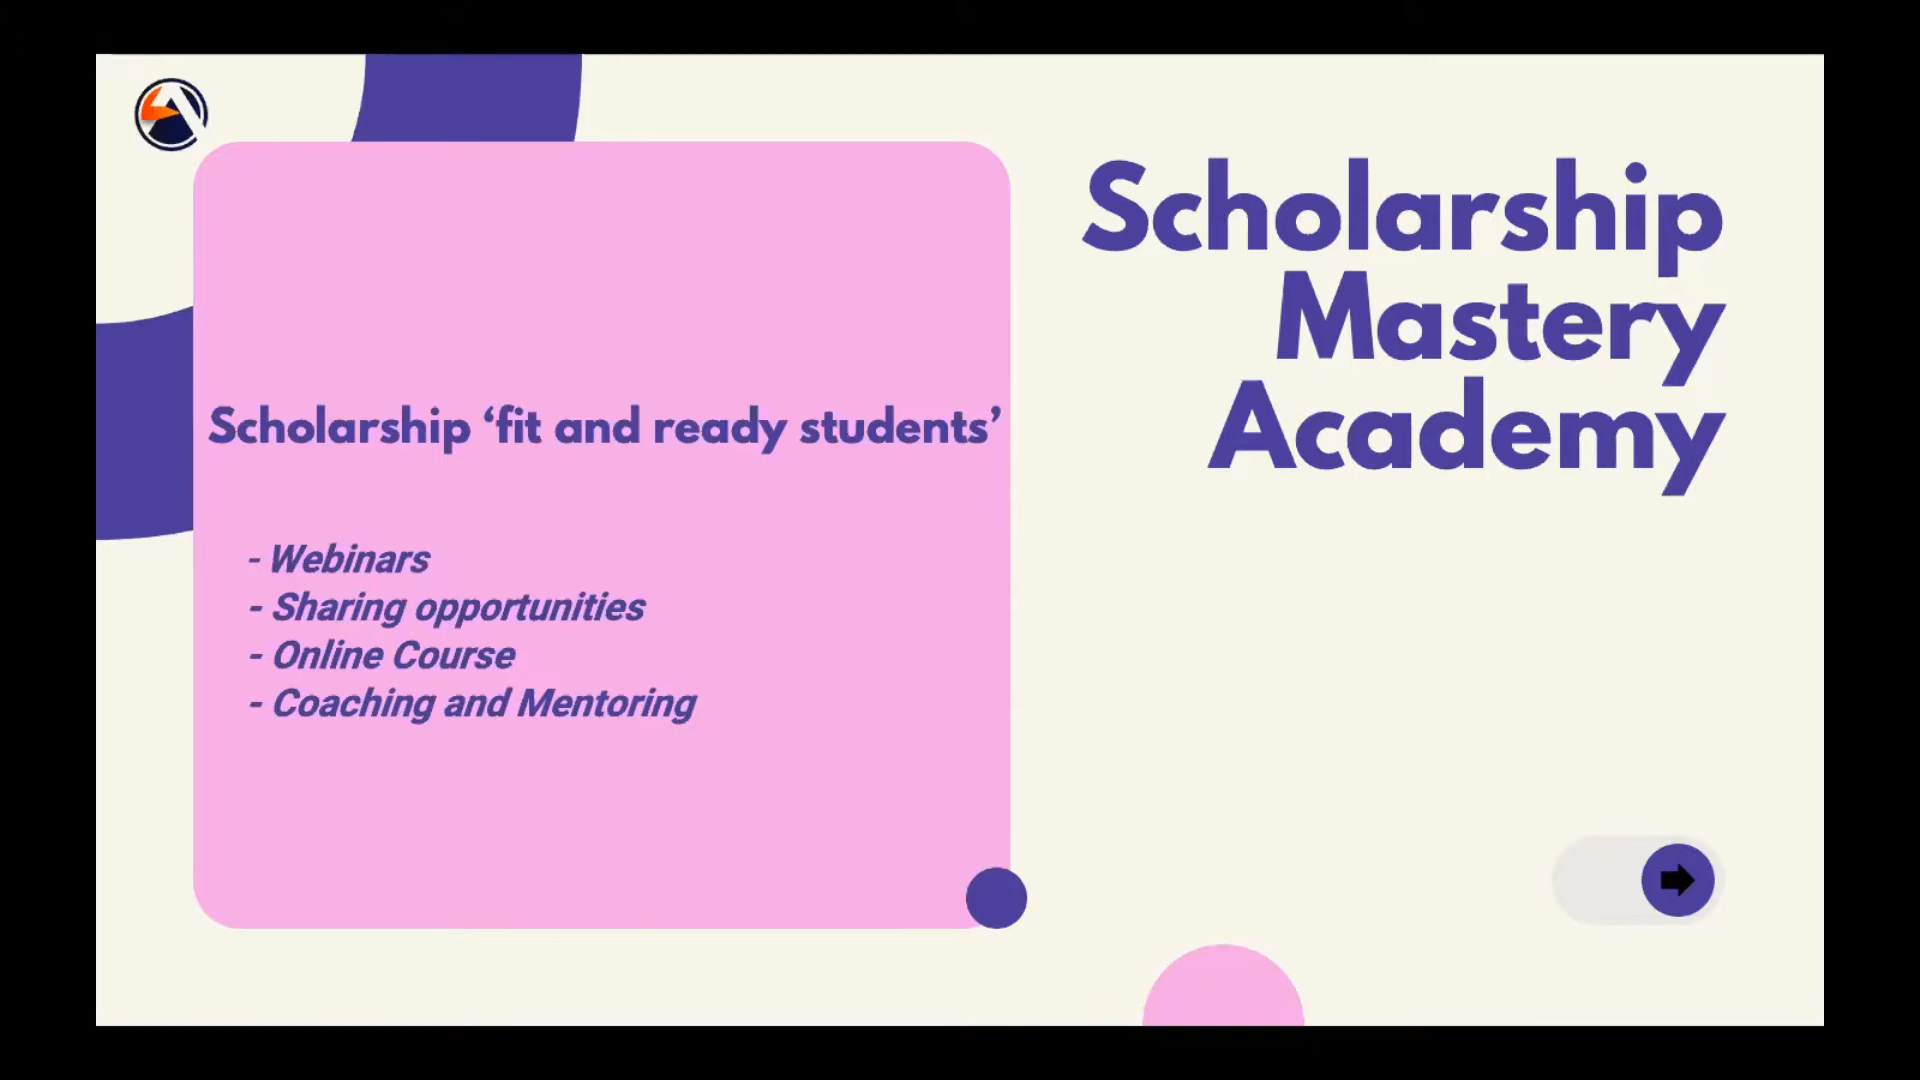 Scholarship
Mastery
Academy
Scholarship ‘fit and ready students’
- Webinars
- Sharing opportunities
- Online Course
- Coaching and Mentoring